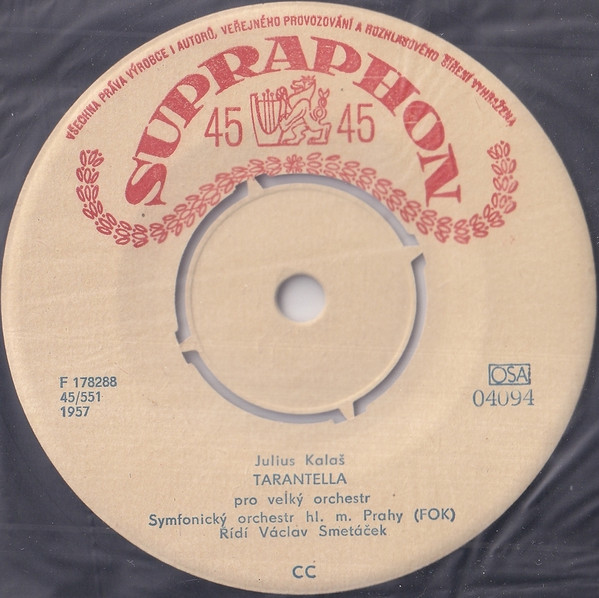 VŠECHNA PRÁVA VÝROBCE I AUTORŮ, VEŘEJNÉHO PROVOZOVÁNÍ A ROZHLASOVÉHO ŠÍŘENÍ VYHRAŽENA
SUPRAPHON
45 45
F 178288
45/551
1957
OSA
04094
Julius Kalaš
TARANTELLA
pro velký orchestr
Symfonický orchestr hl. m. Prahy (FOK)
Řídí Václav Smetáček
CC